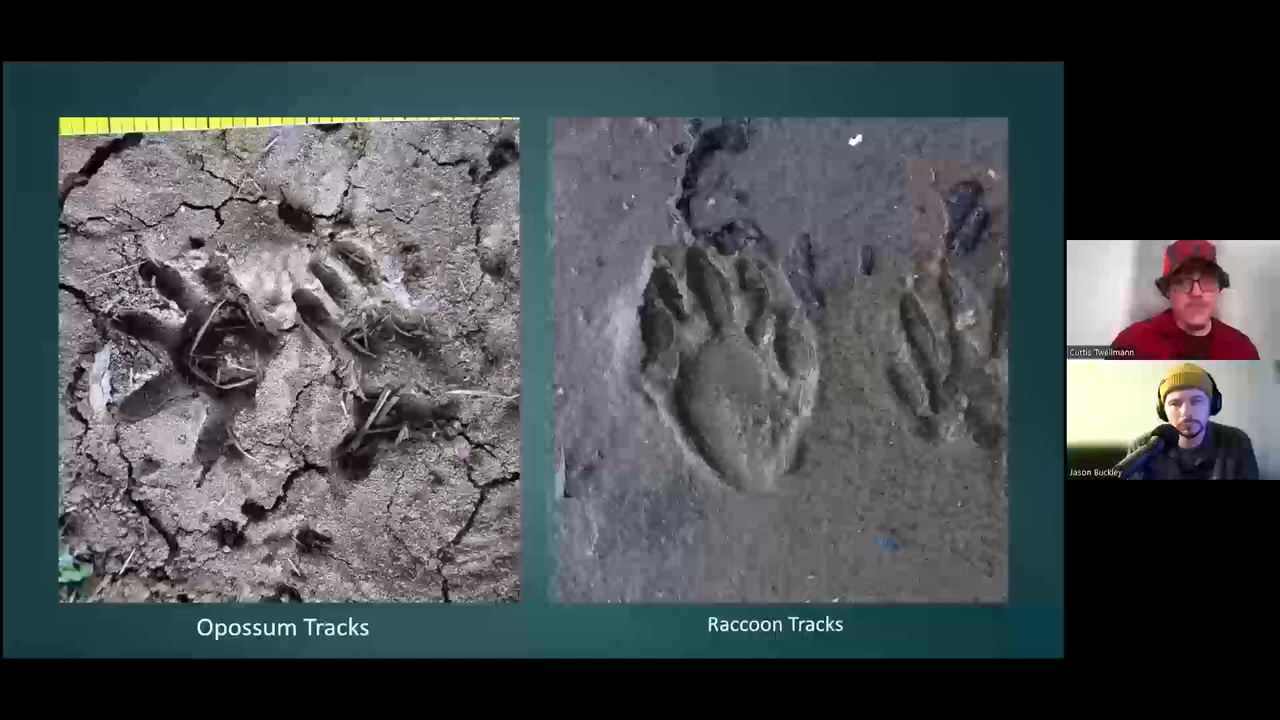 Opossum Tracks
Raccoon Tracks
Curtis Twellmann
Jason Buckley